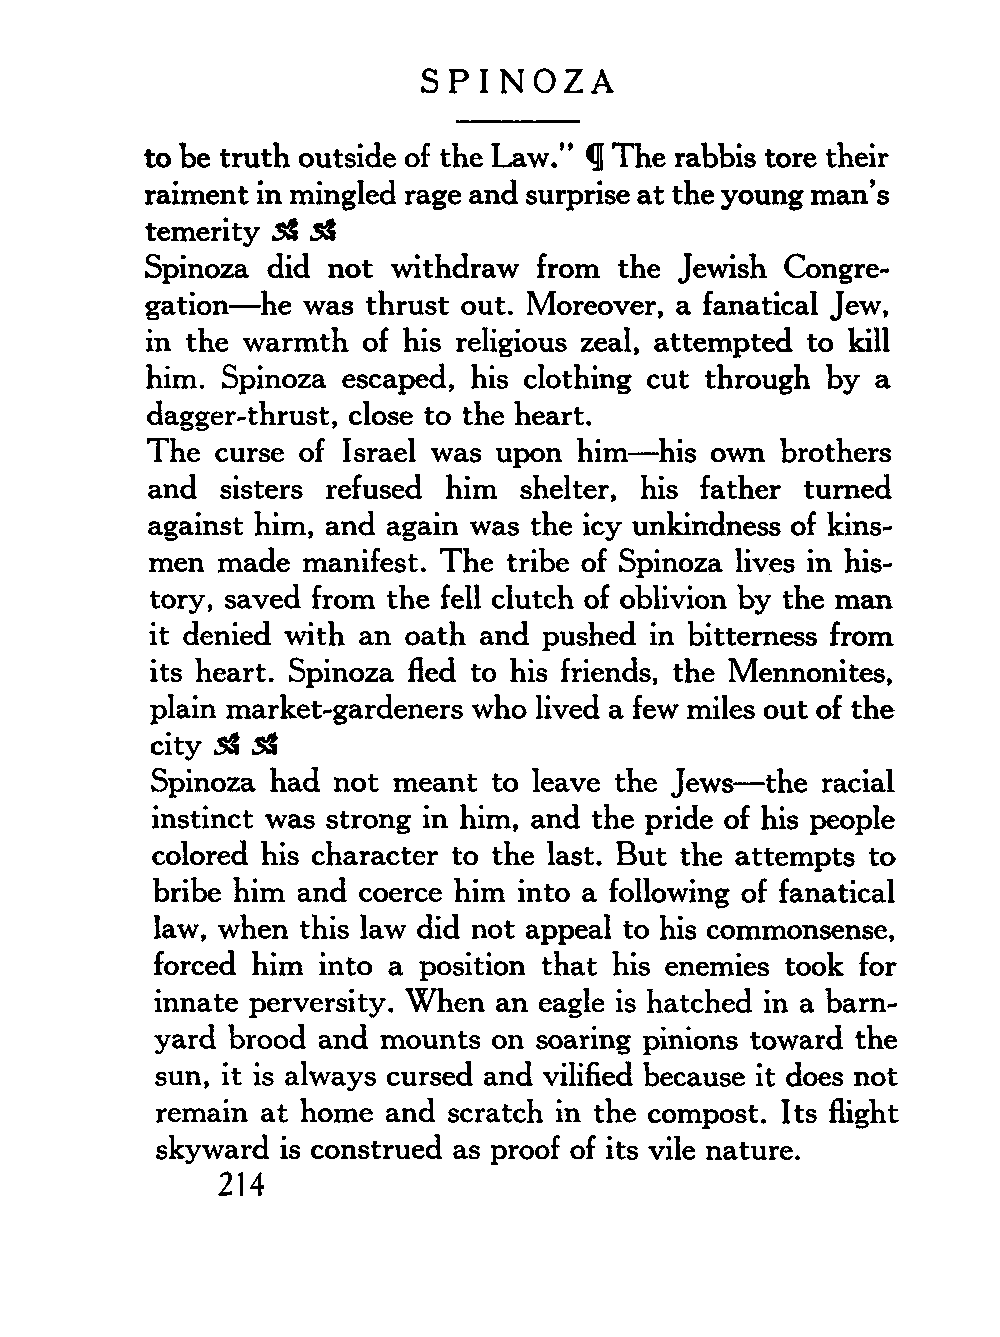 SPINOZA
to be truth outside of the Law." ¶ The rabbis tore their
raiment in mingled rage and surprise at the young man's
temerity
Spinoza did not withdraw from the Jewish Congre-
gation—he was thrust out. Moreover, a fanatical Jew,
in the warmth of his religious zeal, attempted to kill
him. Spinoza escaped, his clothing cut through by a
dagger-thrust, close to the heart.
The curse of Israel was upon him—his own brothers
and sisters refused him shelter, his father turned
against him, and again was the icy unkindness of kins-
men made manifest. The tribe of Spinoza lives in his-
tory, saved from the fell clutch of oblivion by the man
it denied with an oath and pushed in bitterness from
its heart. Spinoza fled to his friends, the Mennonites,
plain market-gardeners who lived a few miles out of the
city
Spinoza had not meant to leave the Jews—the racial
instinct was strong in him, and the pride of his people
colored his character to the last. But the attempts to
bribe him and coerce him into a following of fanatical
law, when this law did not appeal to his commonsense,
forced him into a position that his enemies took for
innate perversity. When an eagle is hatched in a barn-
yard brood and mounts on soaring pinions toward the
sun, it is always cursed and vilified because it does not
remain at home and scratch in the compost. Its flight
skyward is construed as proof of its vile nature.
214